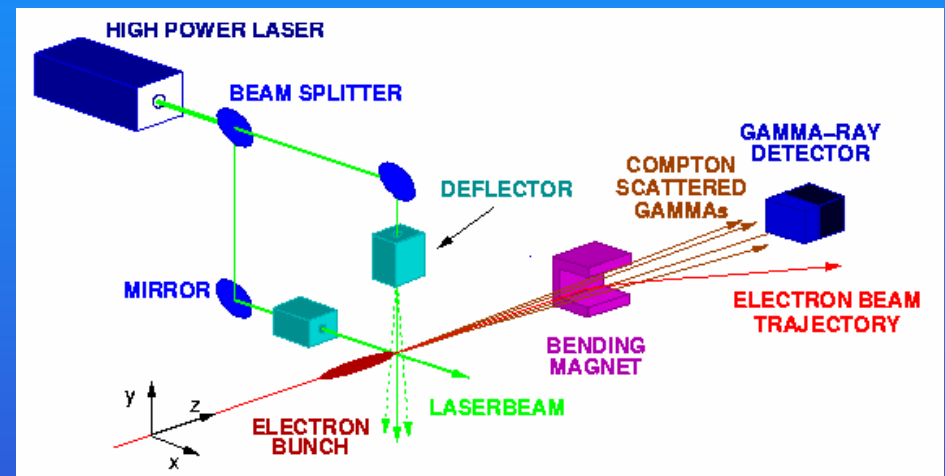 HIGH POWER LASER
BEAM SPLITTER
GAMMA–RAY
DETECTOR
COMPTON
SCATTERED
GAMMAs
DEFLECTOR
MIRROR
ELECTRON BEAM
TRAJECTORY
BENDING
MAGNET
LASERBEAM
ELECTRON
BUNCH
y
z
x